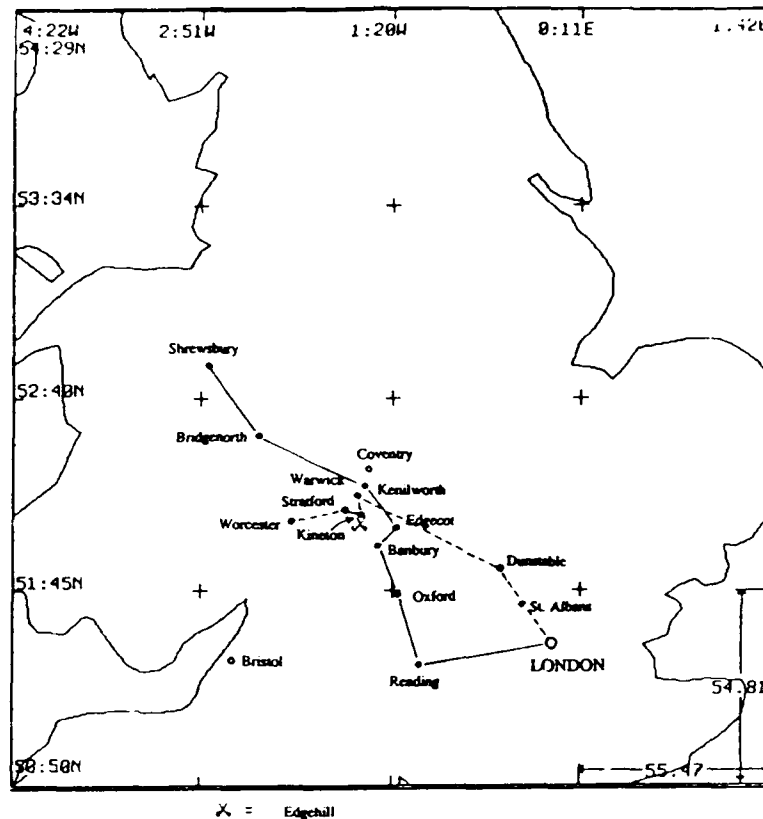 4:22W 2:51W 1:20W 0:11E 1.42E
54:29N
53:34N
Shrewsbury
52:40N
Bridgenorth
Coventry
Warwick
Kenilworth
Stratford
Worcester
Edgecot
Kineton
Banbury
Dunstable
51:45N
Oxford
St. Albans
Bristol
LONDON
Reading
54.81
50:50N
55.47
= Edgehill